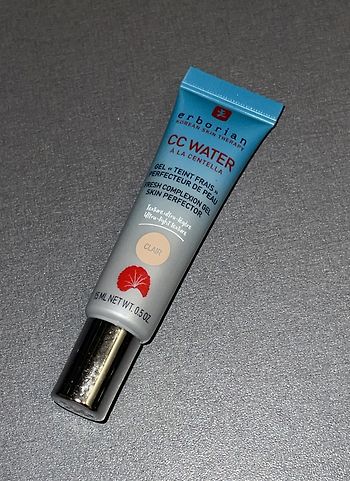 erborian
KOREAN SKIN THERAPY
CC WATER
À LA CENTELLA
GEL « TEINT FRAIS »
PERFECTEUR DE PEAU
FRESH COMPLEXION GEL
SKIN PERFECTOR
Texture ultra-légère
Ultra-light texture
CLAIR
15 ML NET WT. 0.5 OZ.